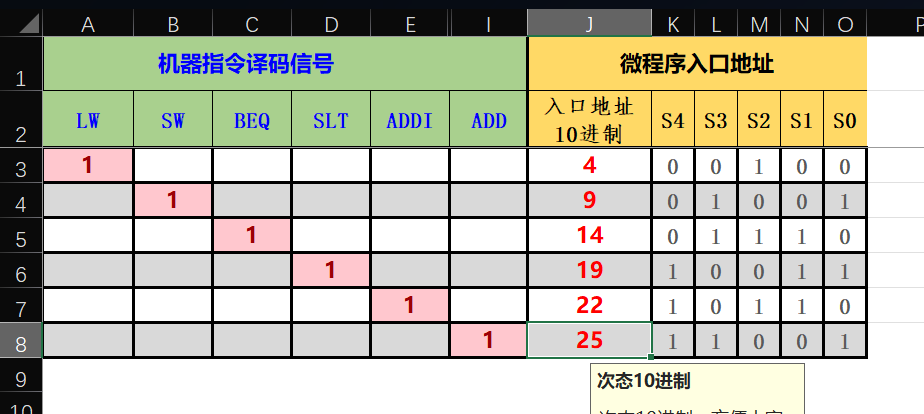 A B C D E I J K L M N O
1 机器指令译码信号 微程序入口地址
2 LW SW BEQ SLT ADDI ADD 入口地址 10进制 S4 S3 S2 S1 S0
3 1 4 0 0 1 0 0
4 1 9 0 1 0 0 1
5 1 14 0 1 1 1 0
6 1 19 1 0 0 1 1
7 1 22 1 0 1 1 0
8 1 25 1 1 0 0 1
9 次态10进制
10